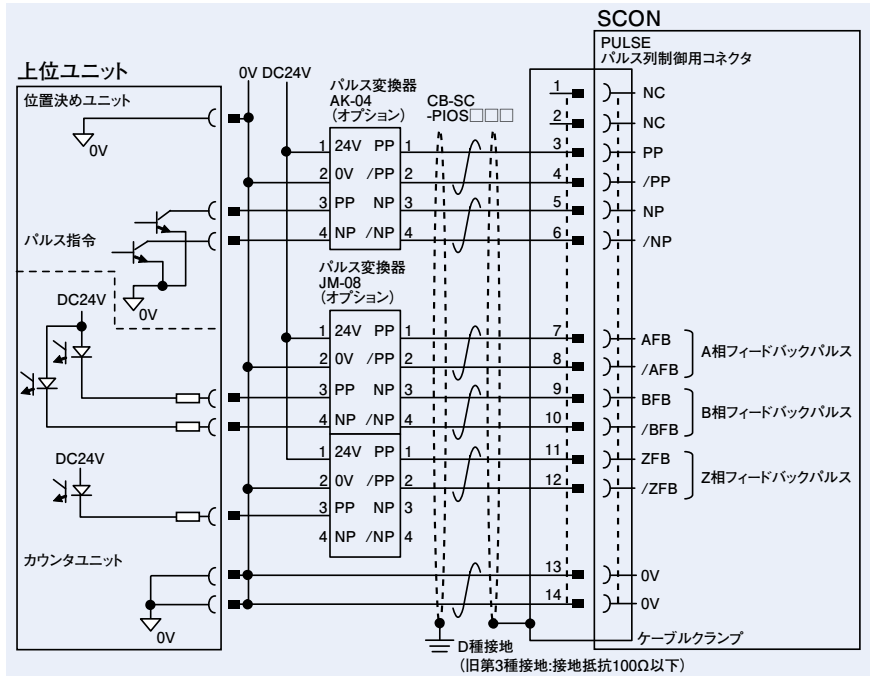 SCON
PULSE
パルス列制御用コネクタ
上位ユニット
位置決めユニット
0V
0V DC24V
パルス変換器
AK-04
(オプション)
CB-SC
-PIOS□□□
1 24V PP 1
2 0V /PP 2
3 PP NP 3
4 NP /NP 4
1 NC
2 NC
3 PP
4 /PP
5 NP
6 /NP
パルス指令
0V
DC24V
パルス変換器
JM-08
(オプション)
1 24V PP 1
2 0V /PP 2
3 PP NP 3
4 NP /NP 4
1 24V PP 1
2 0V /PP 2
3 PP NP 3
4 NP /NP 4
7 AFB
8 /AFB
A相フィードバックパルス
9 BFB
10 /BFB
B相フィードバックパルス
11 ZFB
12 /ZFB
Z相フィードバックパルス
DC24V
カウンタユニット
0V
13 0V
14 0V
ケーブルクランプ
D種接地
(旧第3種接地:接地抵抗100Ω以下)